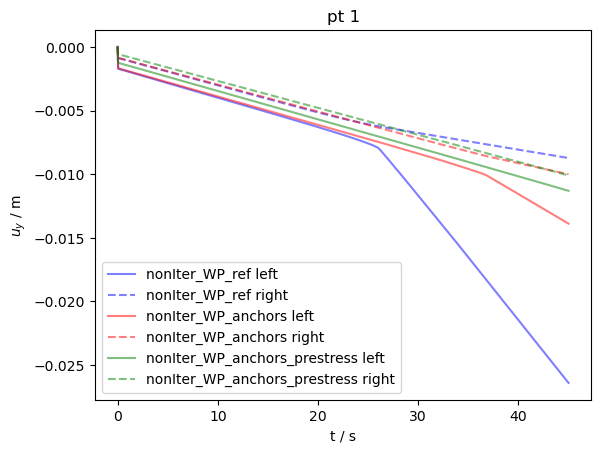 pt 1
0.000
−0.005
−0.010
−0.015
−0.020
−0.025
u_y / m
nonIter_WP_ref left
nonIter_WP_ref right
nonIter_WP_anchors left
nonIter_WP_anchors right
nonIter_WP_anchors_prestress left
nonIter_WP_anchors_prestress right
0 10 20 30 40
t / s